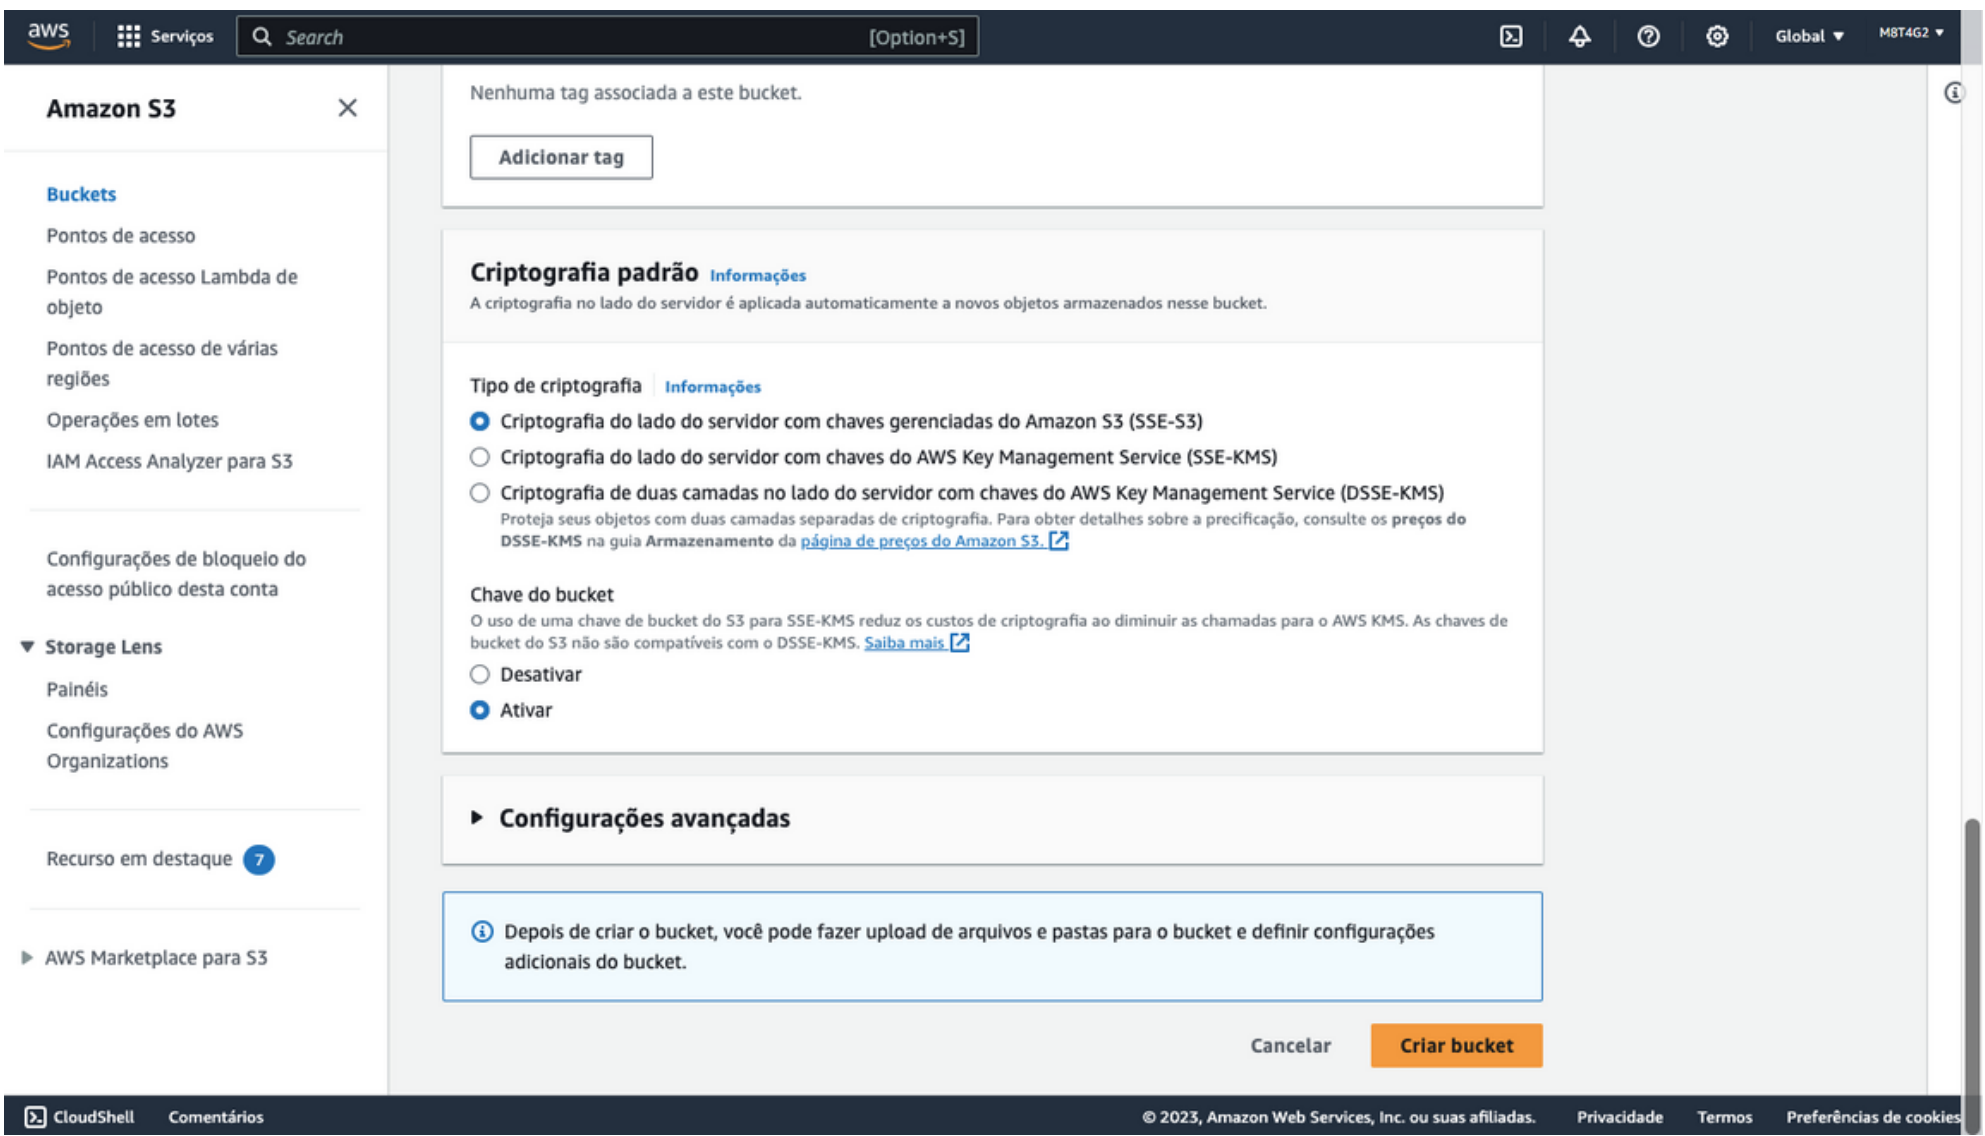 aws
Serviços
Search
[Option+S]
Global ▼
M8T4G2 ▼
Amazon S3
Buckets
Pontos de acesso
Pontos de acesso Lambda de
objeto
Pontos de acesso de várias
regiões
Operações em lotes
IAM Access Analyzer para S3
Configurações de bloqueio do
acesso público desta conta
▼ Storage Lens
Painéis
Configurações do AWS
Organizations
Recurso em destaque 7
▶ AWS Marketplace para S3
Nenhuma tag associada a este bucket.
Adicionar tag
Criptografia padrão Informações
A criptografia no lado do servidor é aplicada automaticamente a novos objetos armazenados nesse bucket.
Tipo de criptografia Informações
Criptografia do lado do servidor com chaves gerenciadas do Amazon S3 (SSE-S3)
Criptografia do lado do servidor com chaves do AWS Key Management Service (SSE-KMS)
Criptografia de duas camadas no lado do servidor com chaves do AWS Key Management Service (DSSE-KMS)
Proteja seus objetos com duas camadas separadas de criptografia. Para obter detalhes sobre a precificação, consulte os preços do
DSSE-KMS na guia Armazenamento da página de preços do Amazon S3.
Chave do bucket
O uso de uma chave de bucket do S3 para SSE-KMS reduz os custos de criptografia ao diminuir as chamadas para o AWS KMS. As chaves de
bucket do S3 não são compatíveis com o DSSE-KMS. Saiba mais
Desativar
Ativar
▶ Configurações avançadas
Depois de criar o bucket, você pode fazer upload de arquivos e pastas para o bucket e definir configurações
adicionais do bucket.
Cancelar
Criar bucket
CloudShell
Comentários
© 2023, Amazon Web Services, Inc. ou suas afiliadas.
Privacidade
Termos
Preferências de cookies